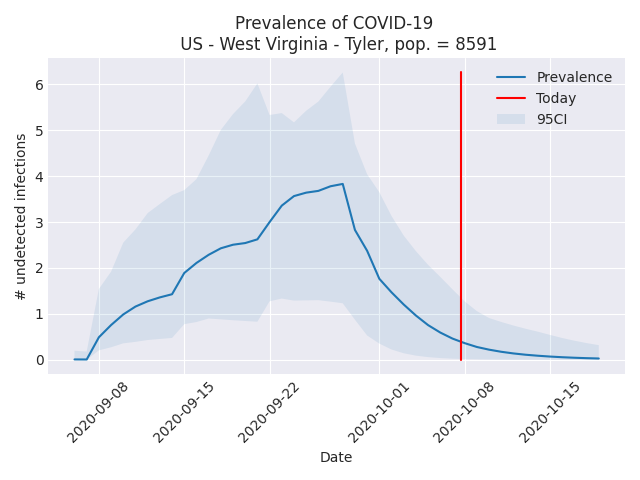 Prevalence of COVID-19
US - West Virginia - Tyler, pop. = 8591
Prevalence
Today
95CI
# undetected infections
6
5
4
3
2
1
0
2020-09-08
2020-09-15
2020-09-22
2020-10-01
2020-10-08
2020-10-15
Date